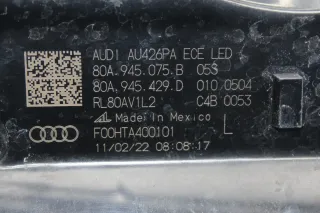 AUDI AU426PA ECE LED
80A.945.075.B 05S
80A.945.429.D 010 0504
RL80AV1L2 C4B 0053
AL Made In Mexico
F00HTA400101 L
11/02/22 08:08:17